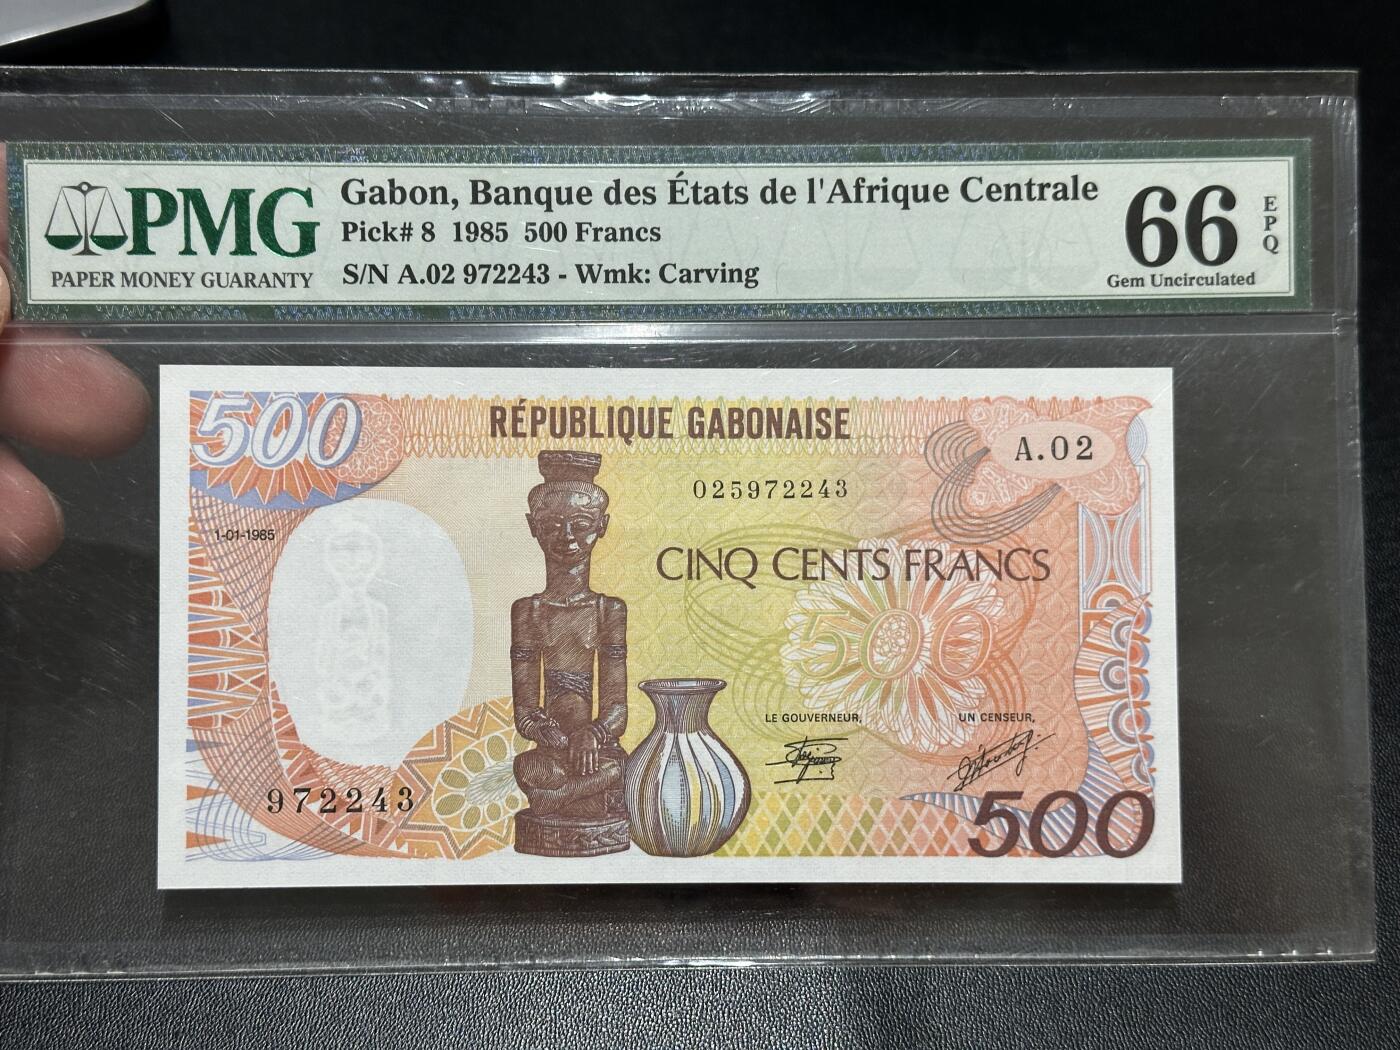 PMG
PAPER MONEY GUARANTY
Gabon, Banque des États de l'Afrique Centrale
Pick# 8 1985 500 Francs
S/N A.02 972243 - Wmk: Carving
66
EPQ
Gem Uncirculated
500
RÉPUBLIQUE GABONAISE
A.02
025972243
1-01-1985
CINQ CENTS FRANCS
500
LE GOUVERNEUR,
UN CENSEUR,
972243
500